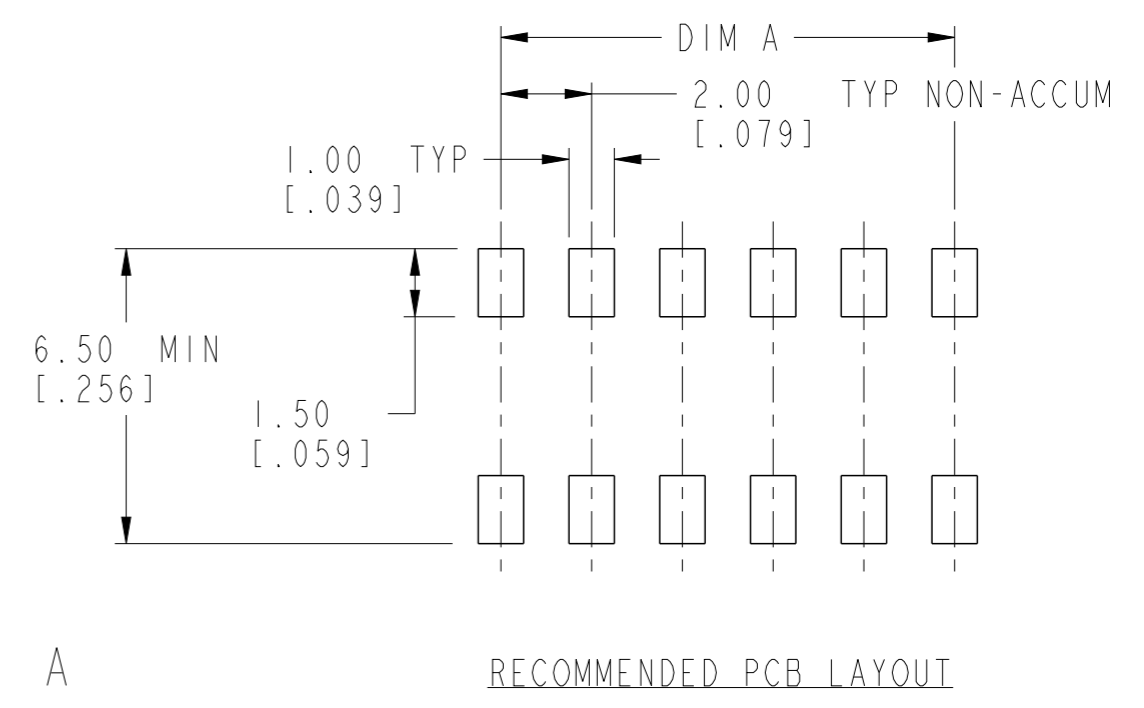 DIM A
2.00 TYP NON-ACCUM
[.079]
1.00 TYP
[.039]
6.50 MIN
[.256]
1.50
[.059]
A
RECOMMENDED PCB LAYOUT